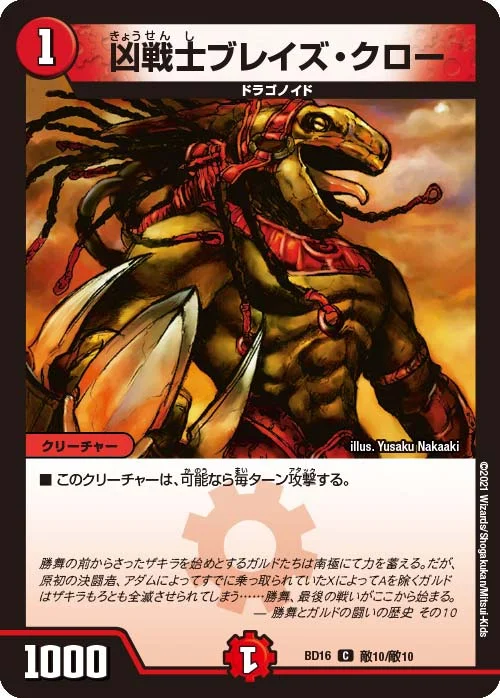 1
きょうせんし
凶戦士ブレイズ・クロー
ドラゴノイド
クリーチャー
illus. Yusaku Nakaaki
かのう まい アタック
■ このクリーチャーは、可能なら毎ターン攻撃する。
勝舞の前からさったザキラを始めとするガルドたちは南極にて力を蓄える。だが、
原初の決闘者、アダムによってすでに乗っ取られていたXによってAを除くガルド
はザキラもろとも全滅させられてしまう……勝舞、最後の戦いがここから始まる。
— 勝舞とガルドの闘いの歴史 その10
©2021 Wizards/Shogakukan/Mitsui-Kids
1000
1
BD16 C 敵10/敵10